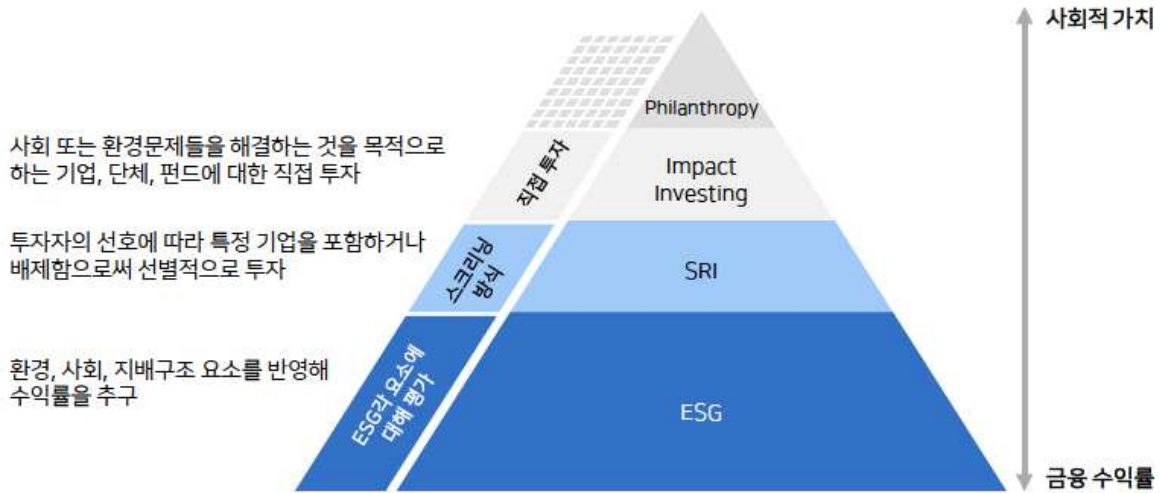 사회적 가치
Philanthropy
사회 또는 환경문제들을 해결하는 것을 목적으로
하는 기업, 단체, 펀드에 대한 직접 투자
직접 투자
Impact
Investing
투자자의 선호에 따라 특정 기업을 포함하거나
배제함으로써 선별적으로 투자
스크리닝
방식
SRI
환경, 사회, 지배구조 요소를 반영해
수익률을 추구
ESG각 요소에
대해 평가
ESG
금융 수익률